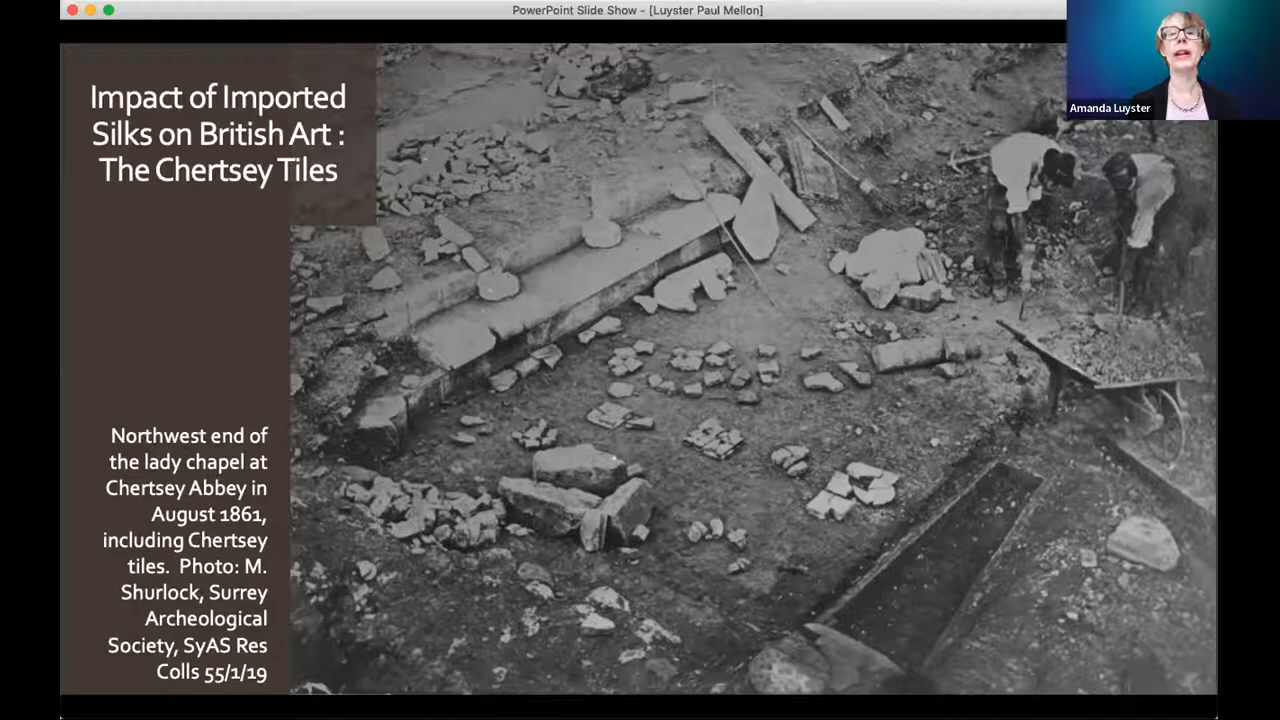 PowerPoint Slide Show - [Luyster Paul Mellon]
Amanda Luyster
Impact of Imported
Silks on British Art :
The Chertsey Tiles
Northwest end of
the lady chapel at
Chertsey Abbey in
August 1861,
including Chertsey
tiles. Photo: M.
Shurlock, Surrey
Archeological
Society, SyAS Res
Colls 55/1/19